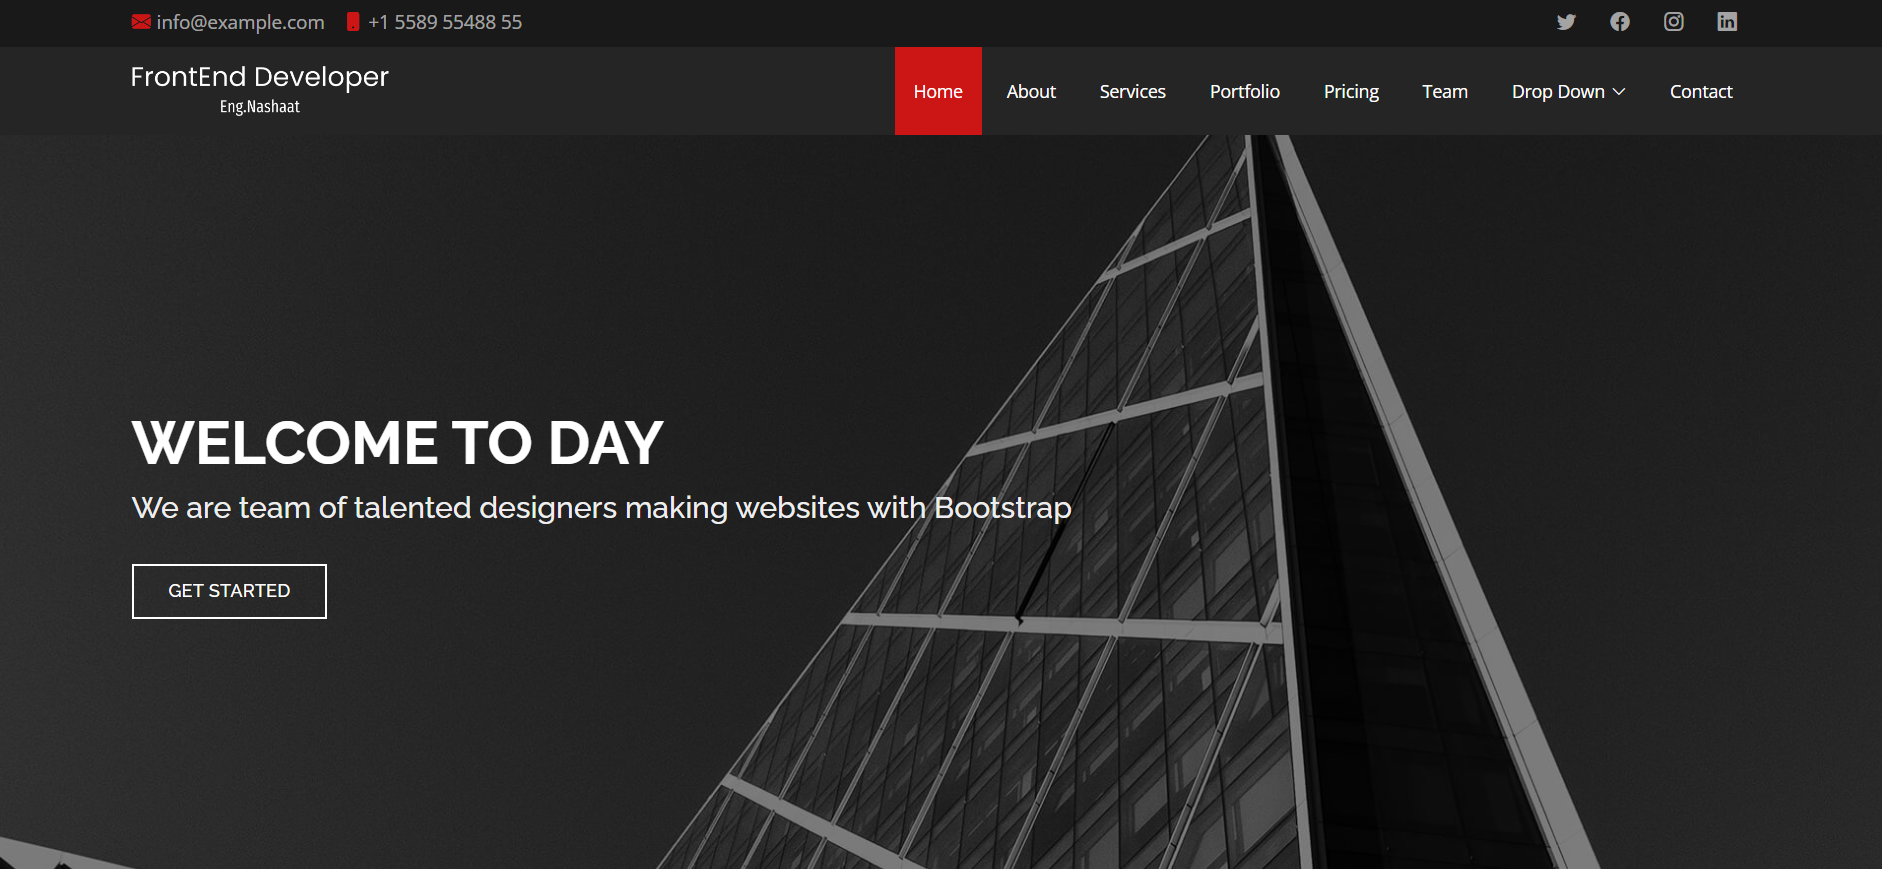 info@example.com +1 5589 55488 55
FrontEnd Developer
Eng.Nashaat
Home About Services Portfolio Pricing Team Drop Down Contact
WELCOME TO DAY
We are team of talented designers making websites with Bootstrap
GET STARTED